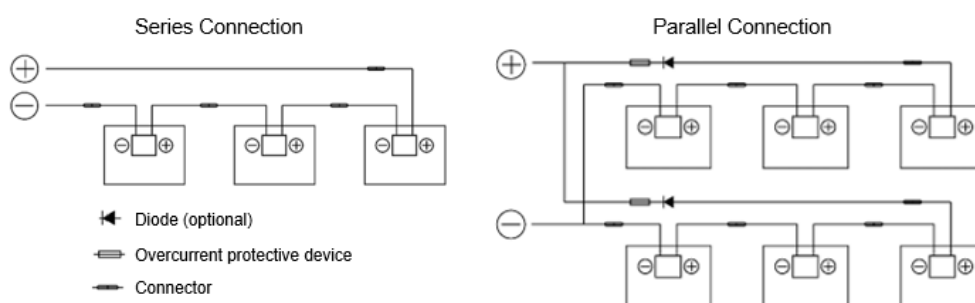 Series Connection
Parallel Connection
Diode (optional)
Overcurrent protective device
Connector